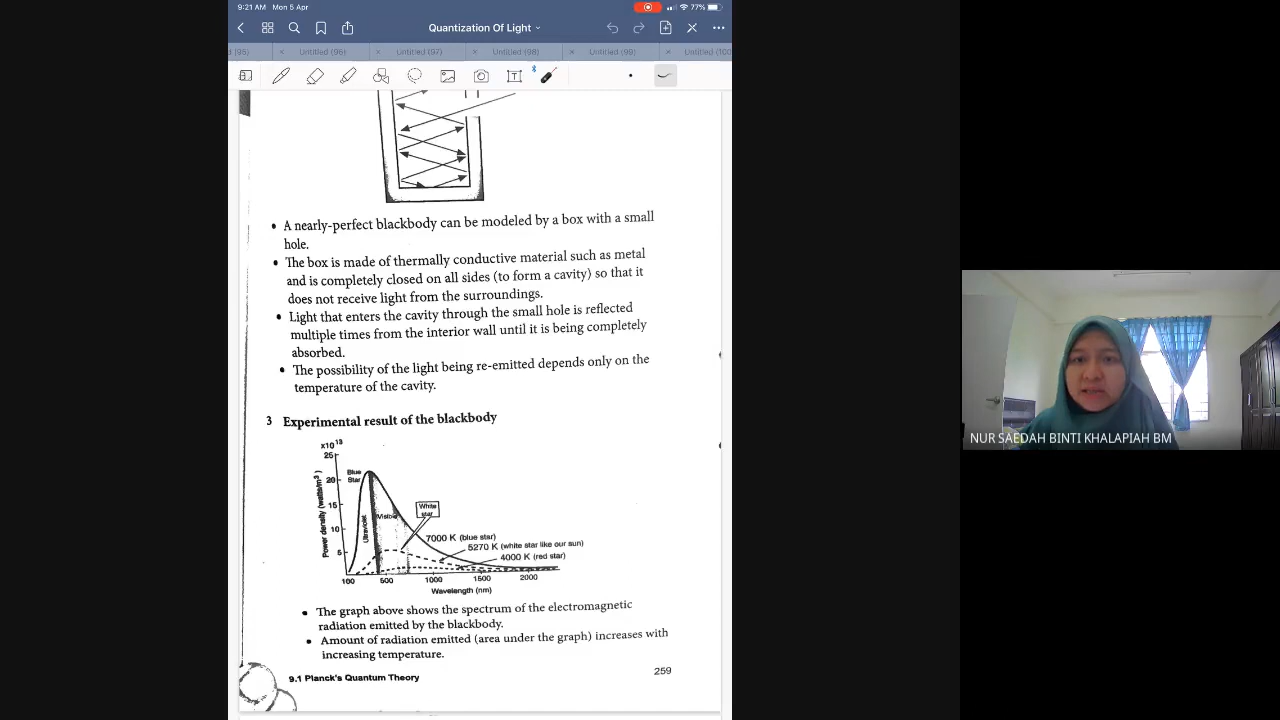 9:21 AM Mon 5 Apr
77%
Quantization Of Light
(95)
Untitled (96)
untitled (97)
Untitled (98)
Untitled (99)
Untitled (100
• A nearly-perfect blackbody can be modeled by a box with a small
hole.
• The box is made of thermally conductive material such as metal
and is completely closed on all sides (to form a cavity) so that it
does not receive light from the surroundings.
• Light that enters the cavity through the small hole is reflected
multiple times from the interior wall until it is being completely
absorbed.
• The possibility of the light being re-emitted depends only on the
temperature of the cavity.
3 Experimental result of the blackbody
x10¹³
25
20
15
10
5
Power density (watts/m³)
Blue
Star
Ultraviolet
Visible
White
star
7000 K (blue star)
5270 K (white star like our sun)
4000 K (red star)
100 500 1000 1500 2000
Wavelength (nm)
• The graph above shows the spectrum of the electromagnetic
radiation emitted by the blackbody.
• Amount of radiation emitted (area under the graph) increases with
increasing temperature.
9.1 Planck's Quantum Theory
259
NUR SAEDAH BINTI KHALAPIAH BM